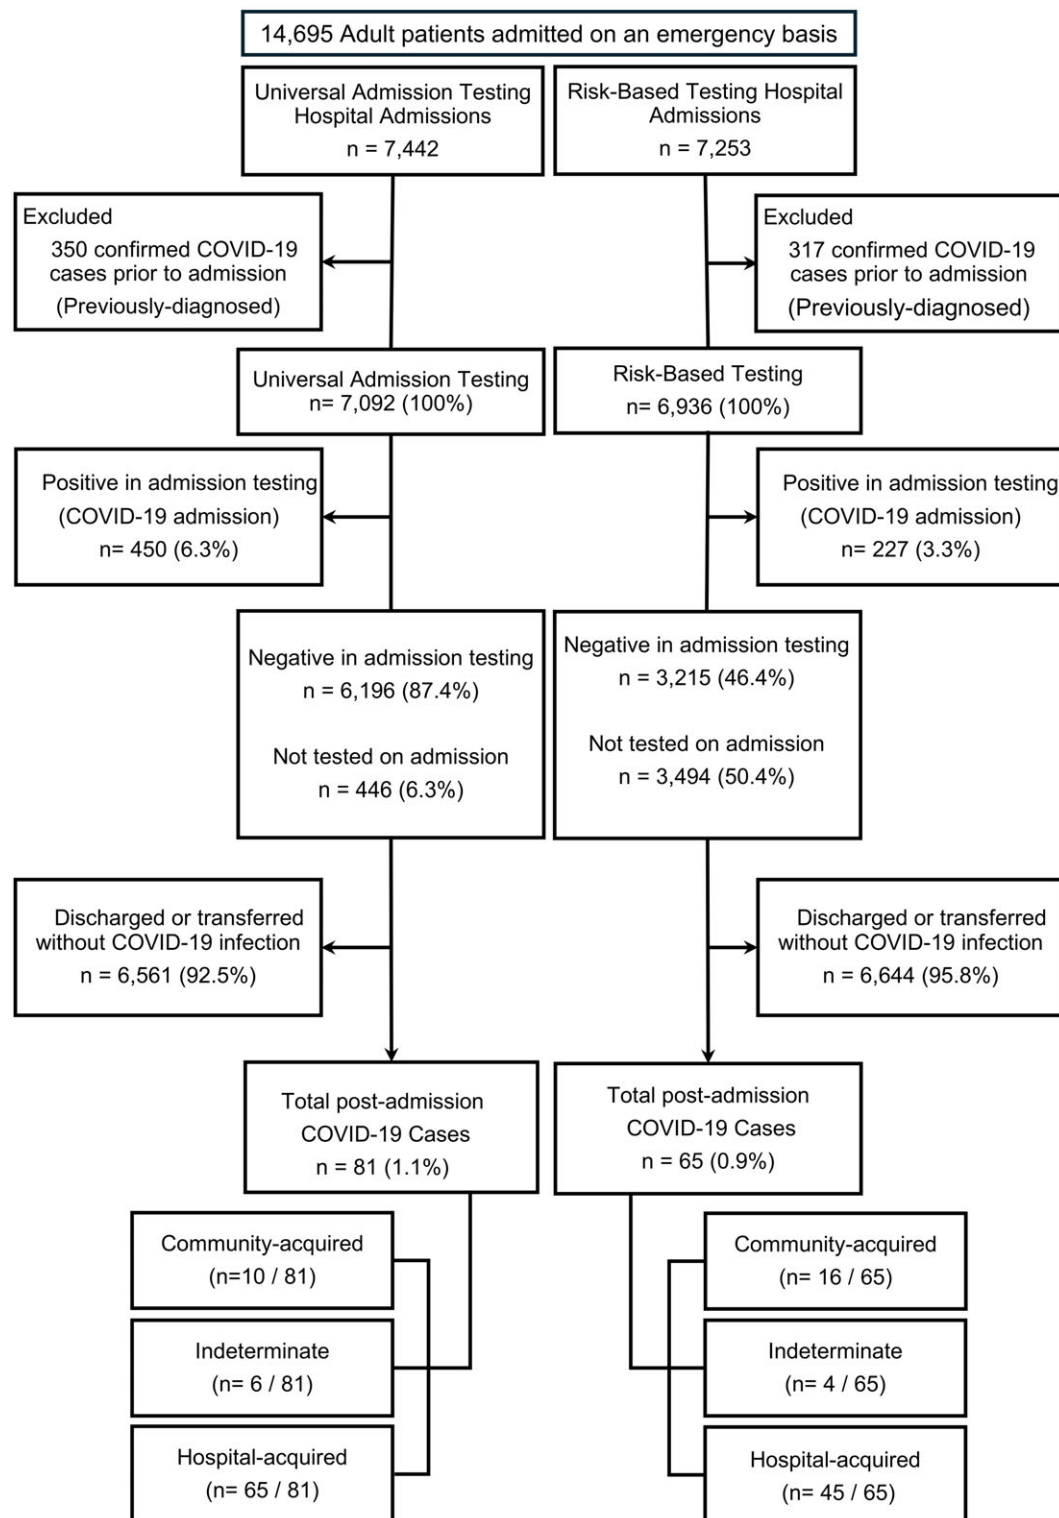 14,695 Adult patients admitted on an emergency basis
Universal Admission Testing
Hospital Admissions
n = 7,442
Risk-Based Testing Hospital
Admissions
n = 7,253
Excluded
350 confirmed COVID-19
cases prior to admission
(Previously-diagnosed)
Excluded
317 confirmed COVID-19
cases prior to admission
(Previously-diagnosed)
Universal Admission Testing
n= 7,092 (100%)
Risk-Based Testing
n= 6,936 (100%)
Positive in admission testing
(COVID-19 admission)
n= 450 (6.3%)
Positive in admission testing
(COVID-19 admission)
n= 227 (3.3%)
Negative in admission testing
n = 6,196 (87.4%)
Not tested on admission
n = 446 (6.3%)
Negative in admission testing
n = 3,215 (46.4%)
Not tested on admission
n = 3,494 (50.4%)
Discharged or transferred
without COVID-19 infection
n = 6,561 (92.5%)
Discharged or transferred
without COVID-19 infection
n = 6,644 (95.8%)
Total post-admission
COVID-19 Cases
n = 81 (1.1%)
Total post-admission
COVID-19 Cases
n = 65 (0.9%)
Community-acquired
(n=10 / 81)
Indeterminate
(n= 6 / 81)
Hospital-acquired
(n= 65 / 81)
Community-acquired
(n= 16 / 65)
Indeterminate
(n= 4 / 65)
Hospital-acquired
(n= 45 / 65)